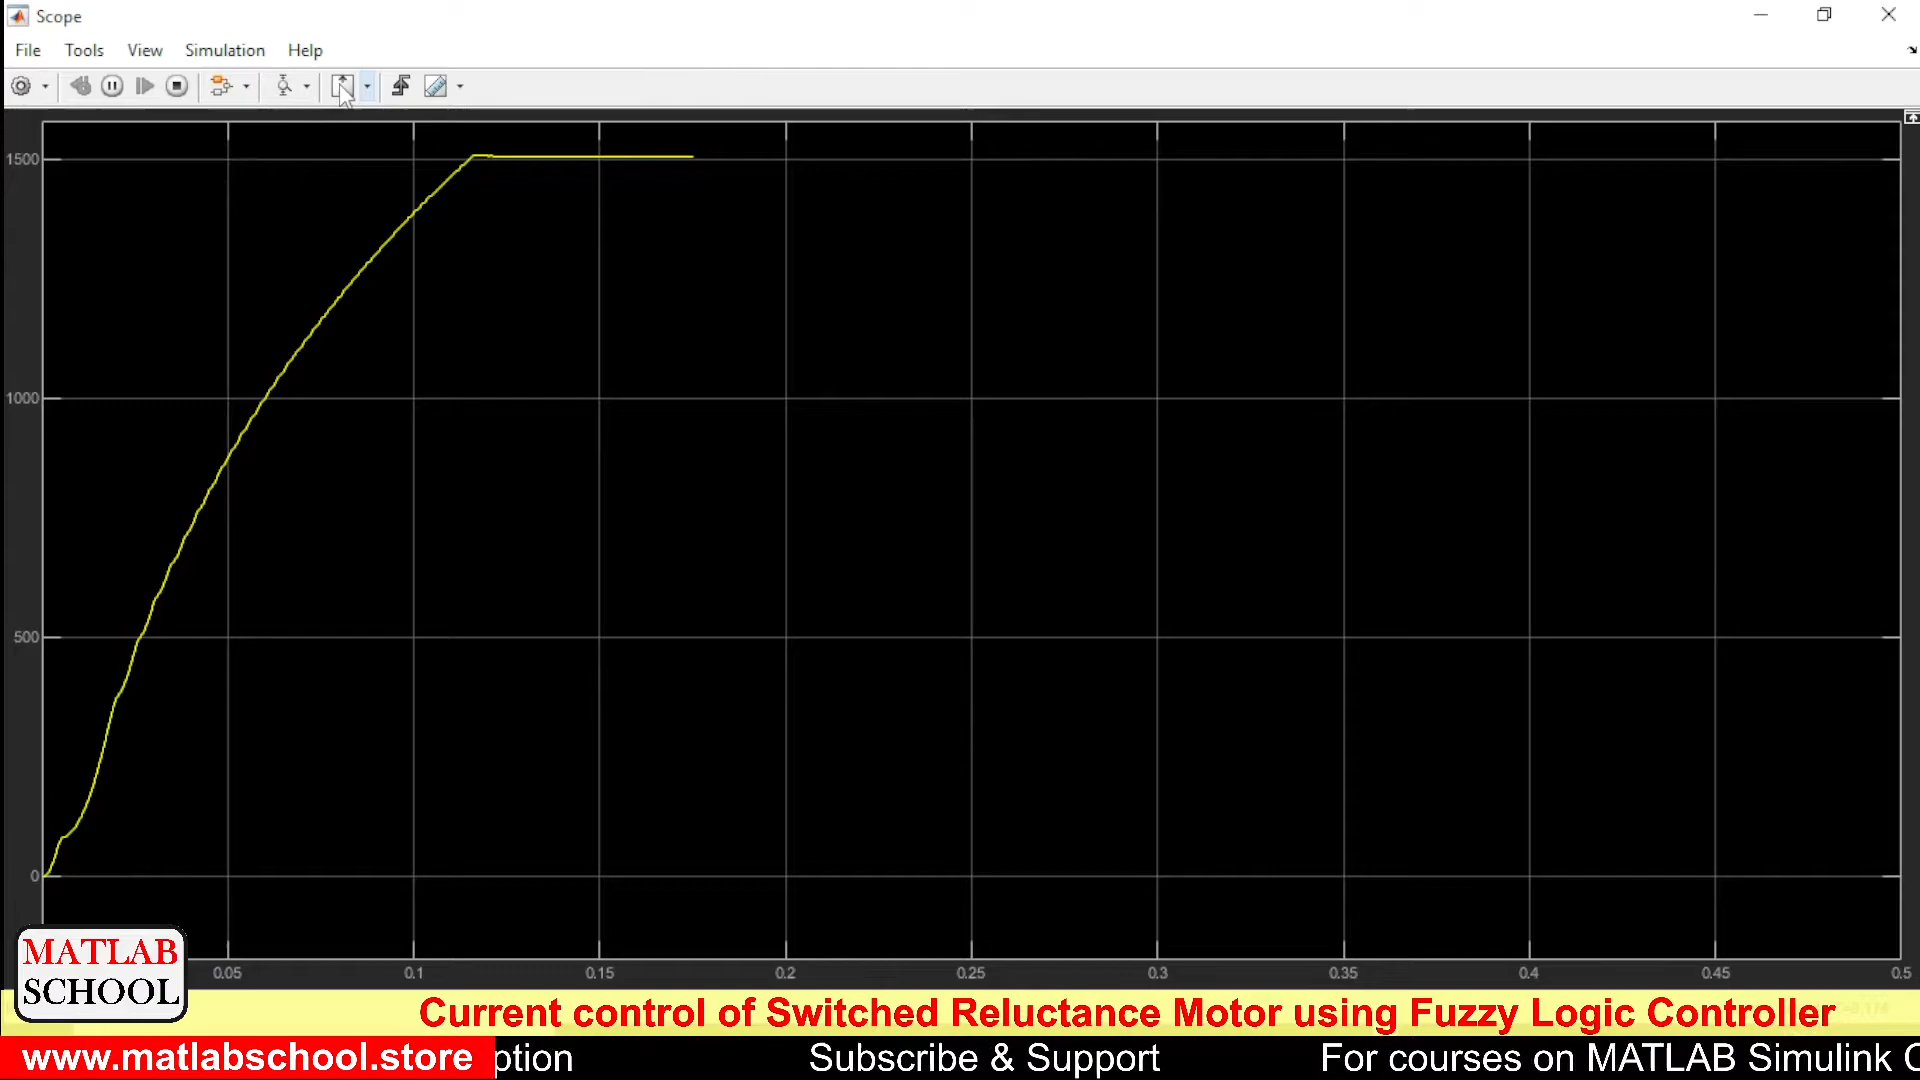 Scope
File Tools View Simulation Help
1500
1000
500
0
0.05 0.1 0.15 0.2 0.25 0.3 0.35 0.4 0.45 0.5
MATLAB
SCHOOL
Current control of Switched Reluctance Motor using Fuzzy Logic Controller
www.matlabschool.store ption Subscribe & Support For courses on MATLAB Simulink C